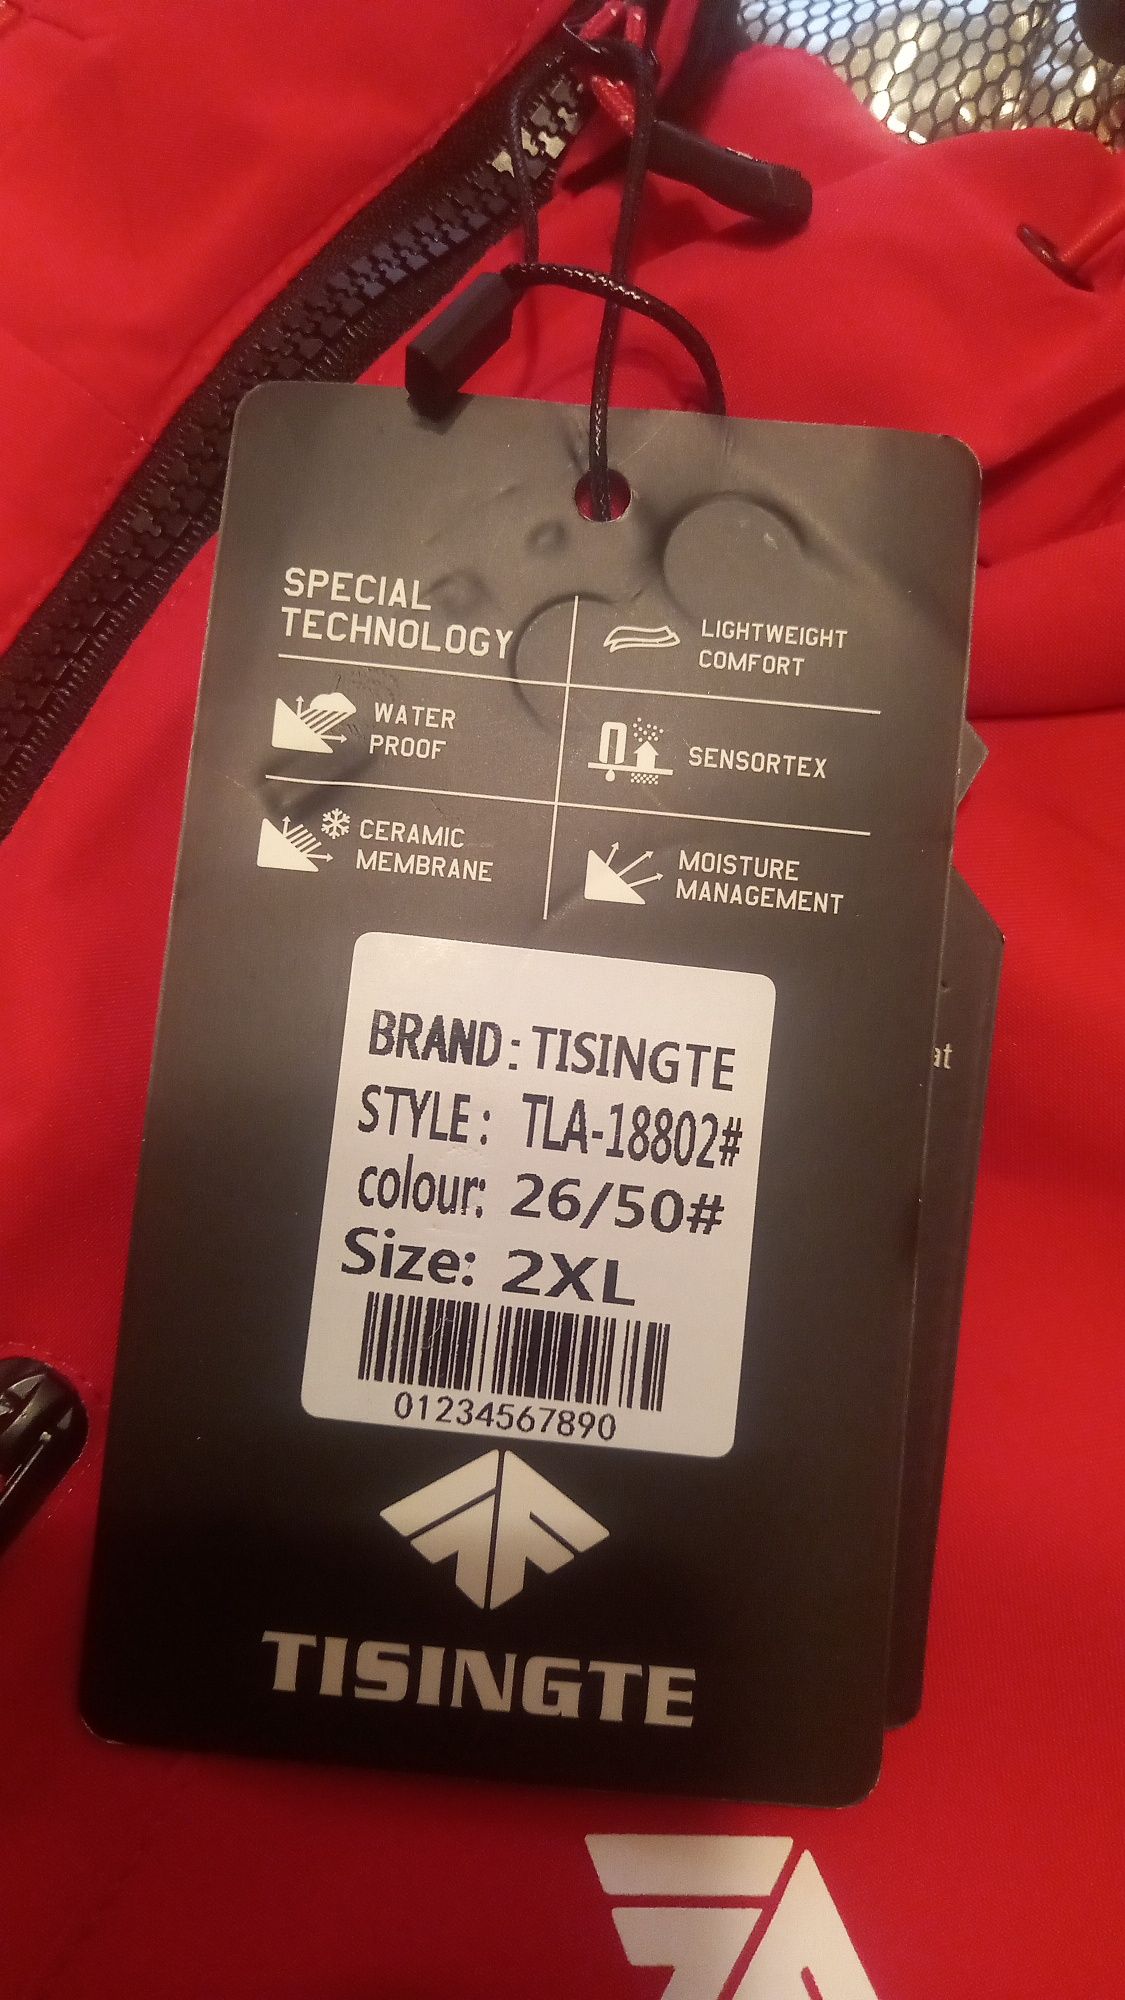 SPECIAL
TECHNOLOGY
LIGHTWEIGHT
COMFORT
WATER
PROOF
SENSORTEX
CERAMIC
MEMBRANE
MOISTURE
MANAGEMENT
BRAND: TISINGTE
STYLE: TLA-18802#
colour: 26/50#
Size: 2XL
01234567890
TISINGTE
at